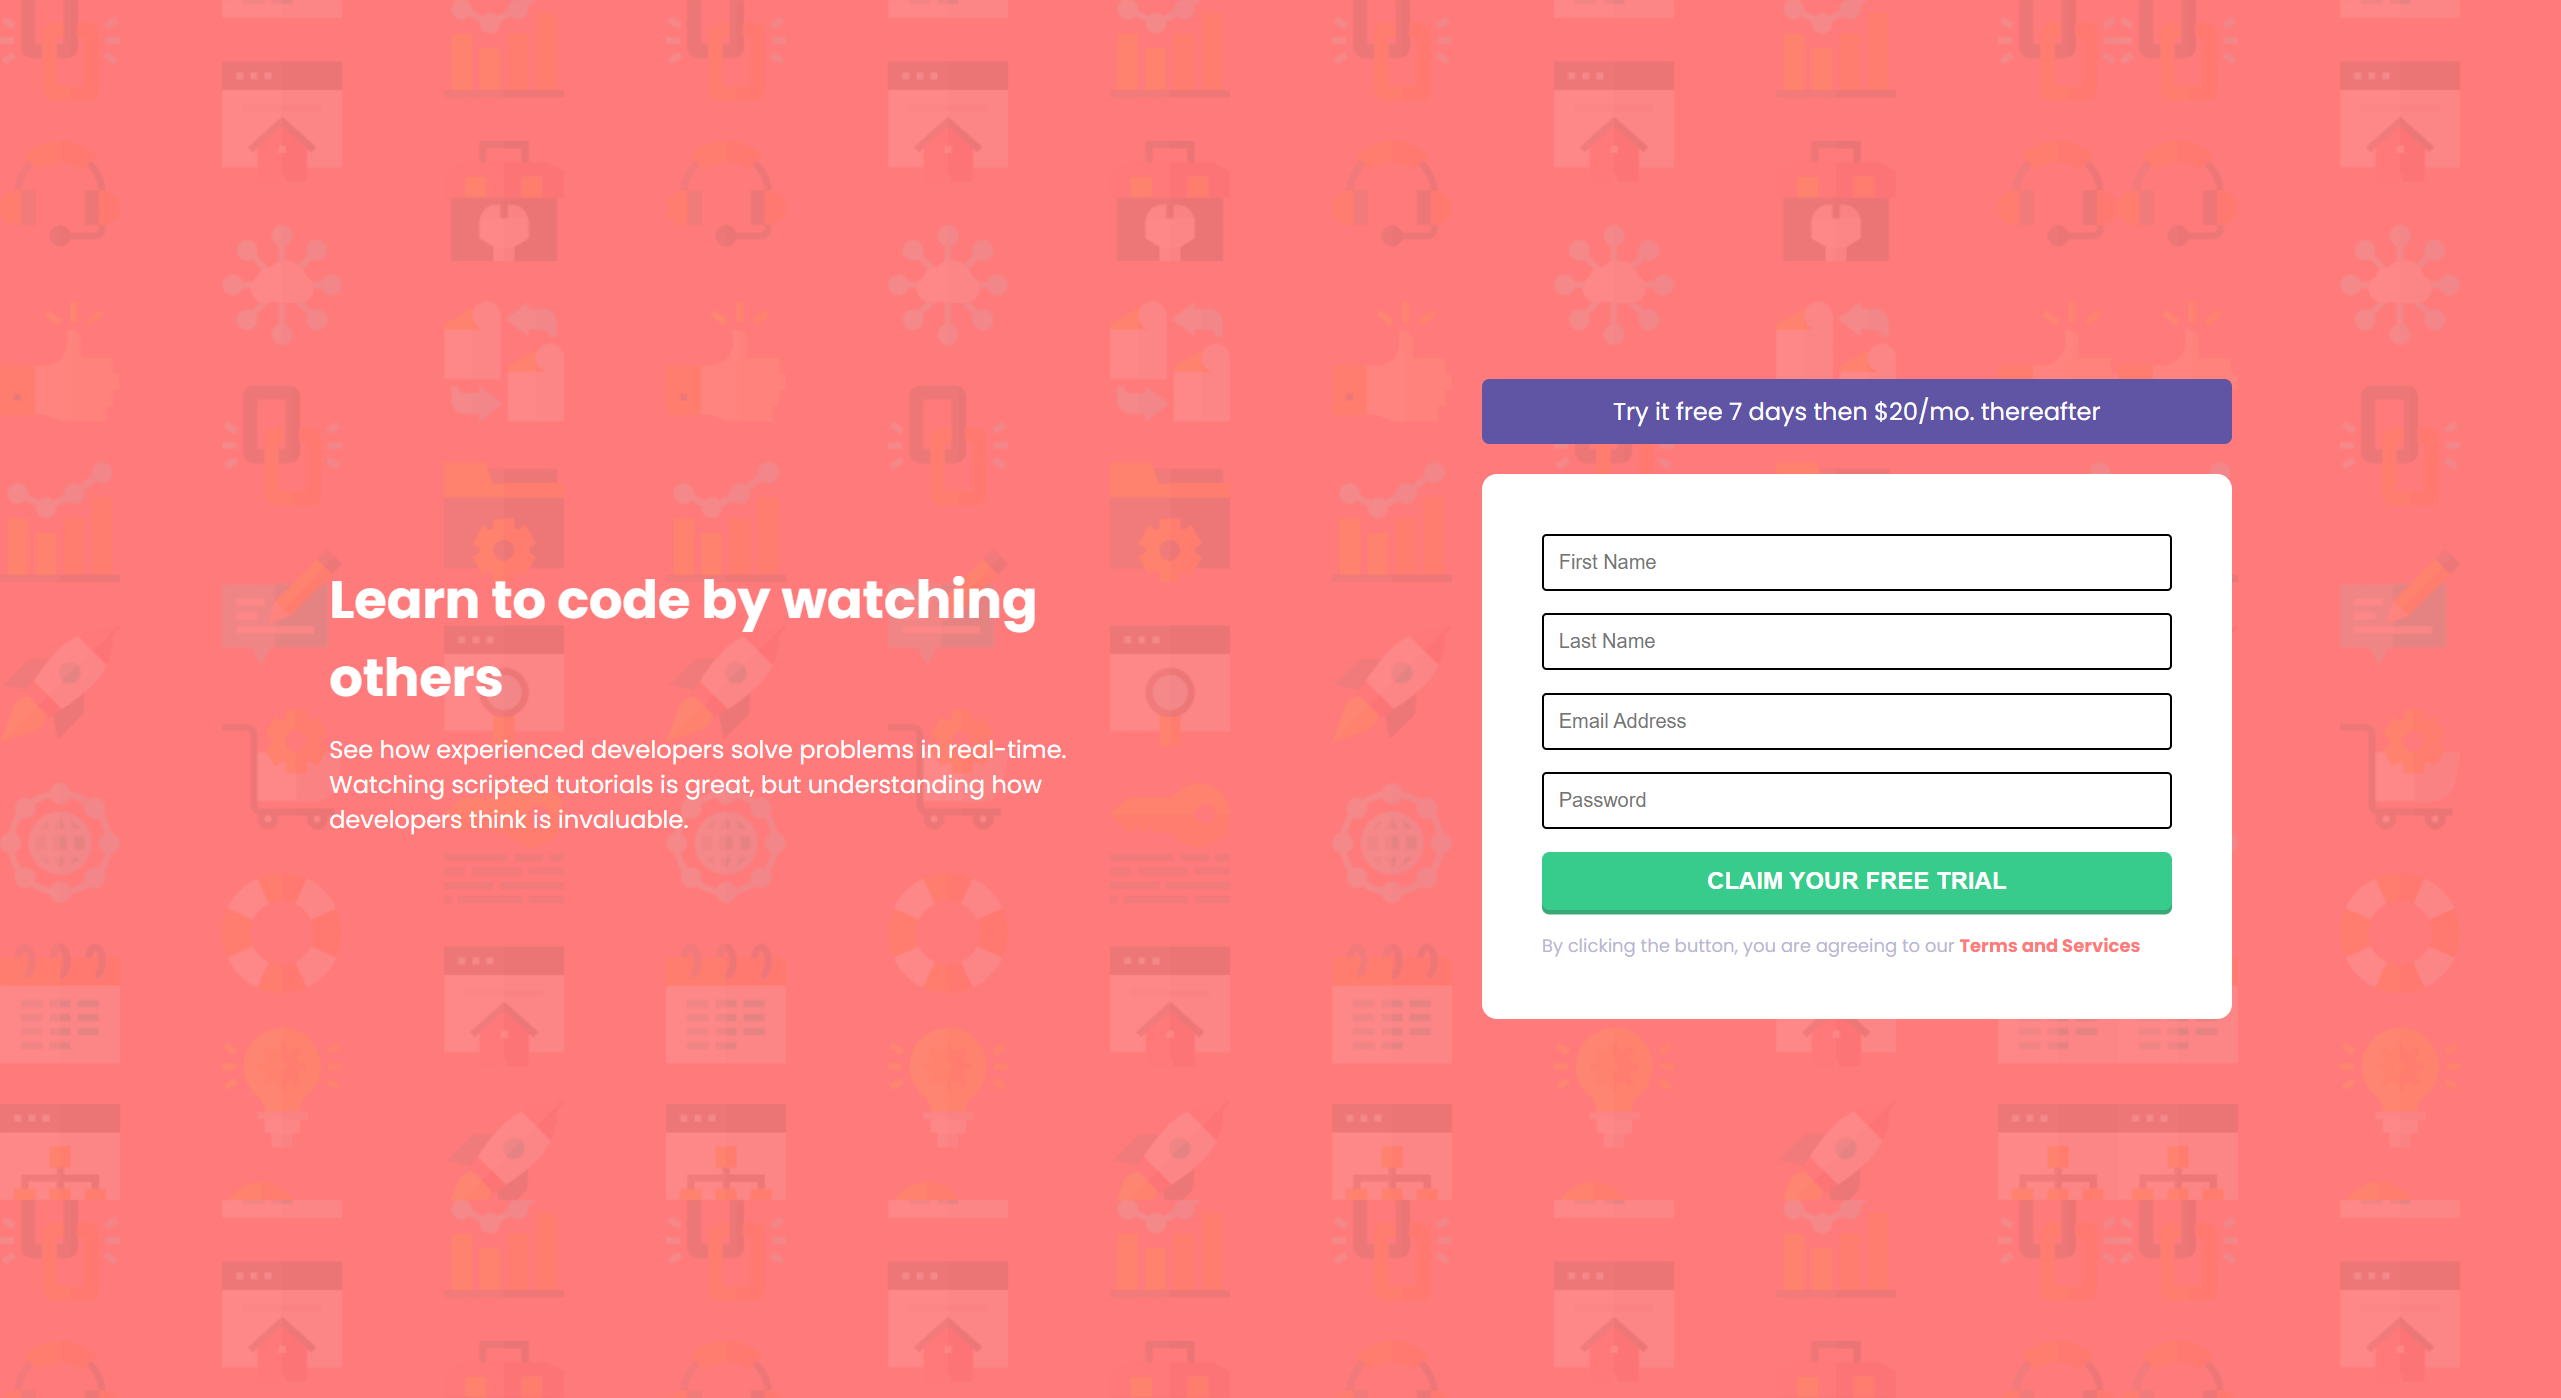 Learn to code by watching
others
See how experienced developers solve problems in real-time.
Watching scripted tutorials is great, but understanding how
developers think is invaluable.
Try it free 7 days then $20/mo. thereafter
First Name
Last Name
Email Address
Password
CLAIM YOUR FREE TRIAL
By clicking the button, you are agreeing to our Terms and Services